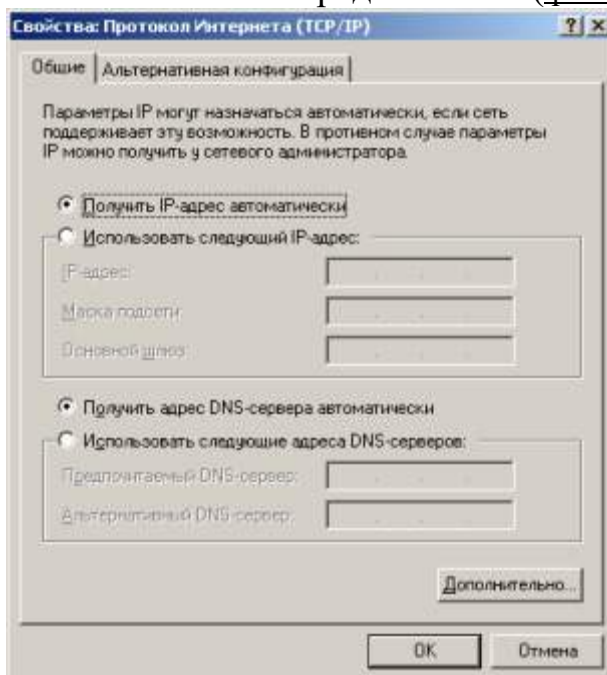 Свойства: Протокол Интернета (TCP/IP)
Общие
Альтернативная конфигурация
Параметры IP могут назначаться автоматически, если сеть
поддерживает эту возможность. В противном случае параметры
IP можно получить у сетевого администратора.
Получить IP-адрес автоматически
Использовать следующий IP-адрес:
IP-адрес:
Маска подсети:
Основной шлюз:
Получить адрес DNS-сервера автоматически
Использовать следующие адреса DNS-серверов:
Предпочитаемый DNS-сервер:
Альтернативный DNS-сервер:
Дополнительно...
OK
Отмена